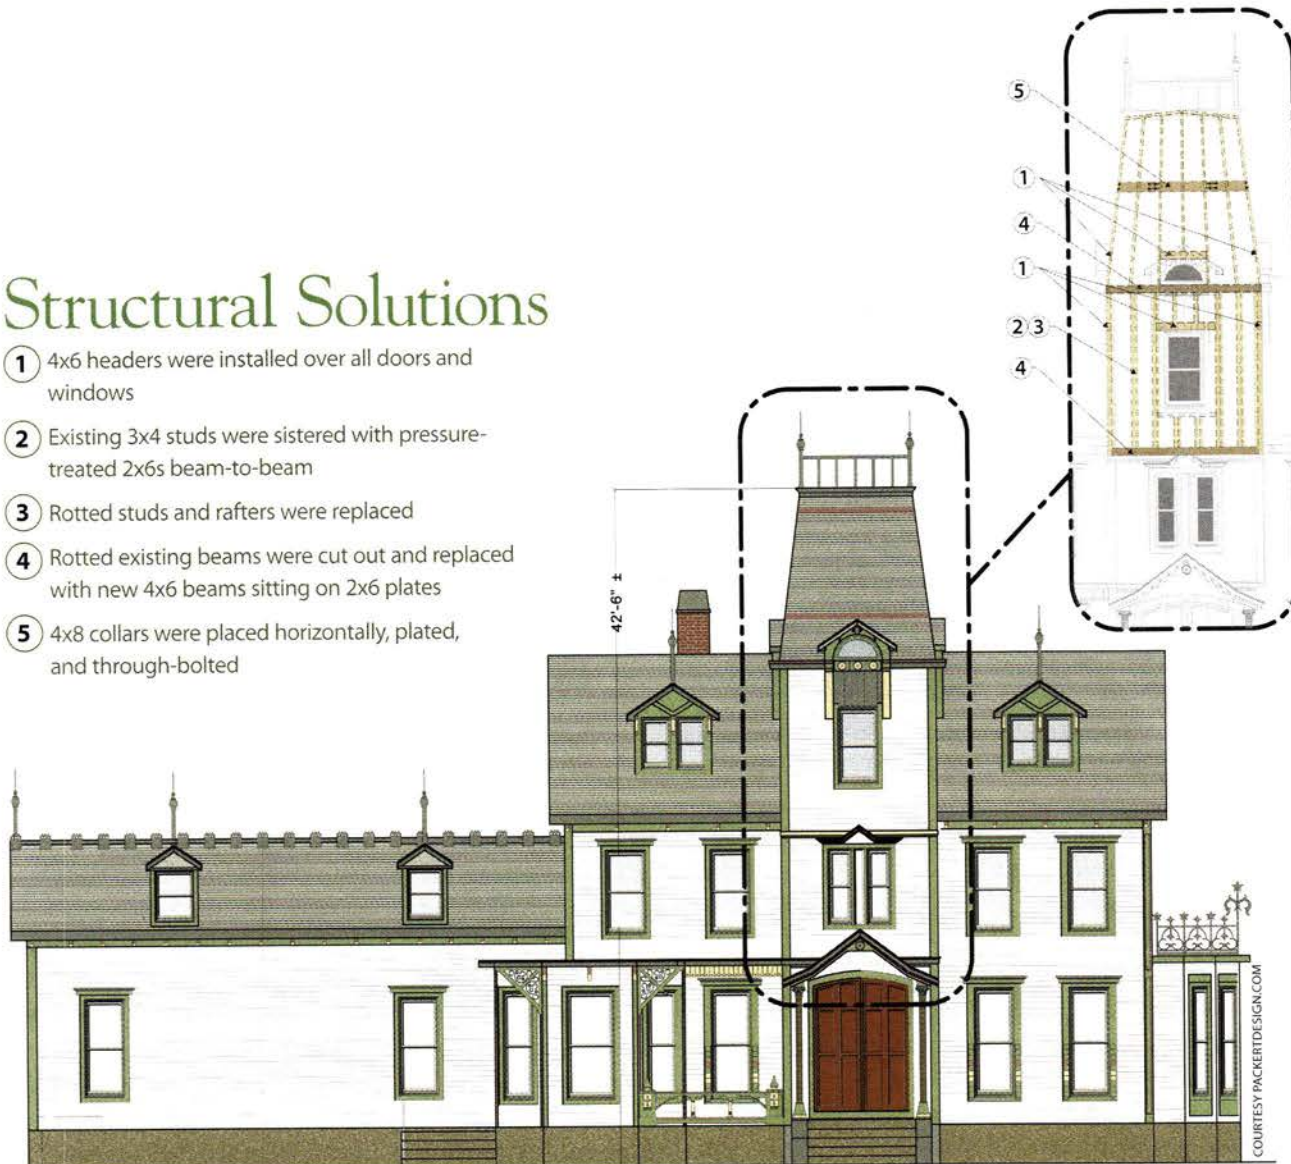 Structural Solutions
1 4x6 headers were installed over all doors and
windows
2 Existing 3x4 studs were sistered with pressure-
treated 2x6s beam-to-beam
3 Rotted studs and rafters were replaced
4 Rotted existing beams were cut out and replaced
with new 4x6 beams sitting on 2x6 plates
5 4x8 collars were placed horizontally, plated,
and through-bolted
5
1
4
1
2 3
4
42'-6" ±
COURTESY PACKERTDESIGN.COM